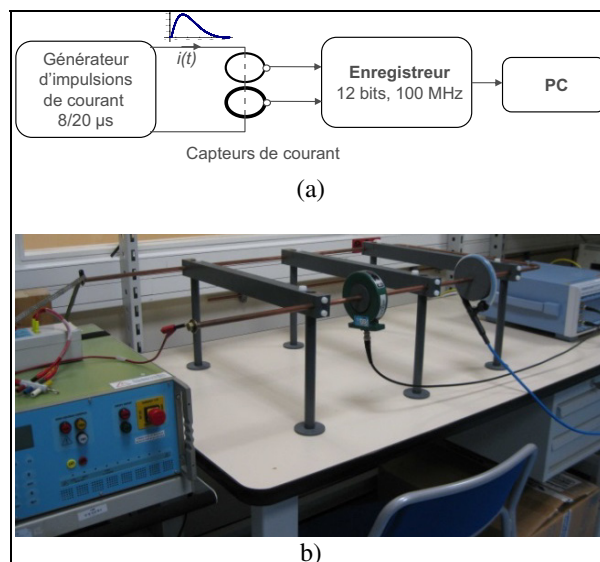 Générateur
d'impulsions
de courant
8/20 µs
i(t)
Enregistreur
12 bits, 100 MHz
PC
Capteurs de courant
(a)
b)